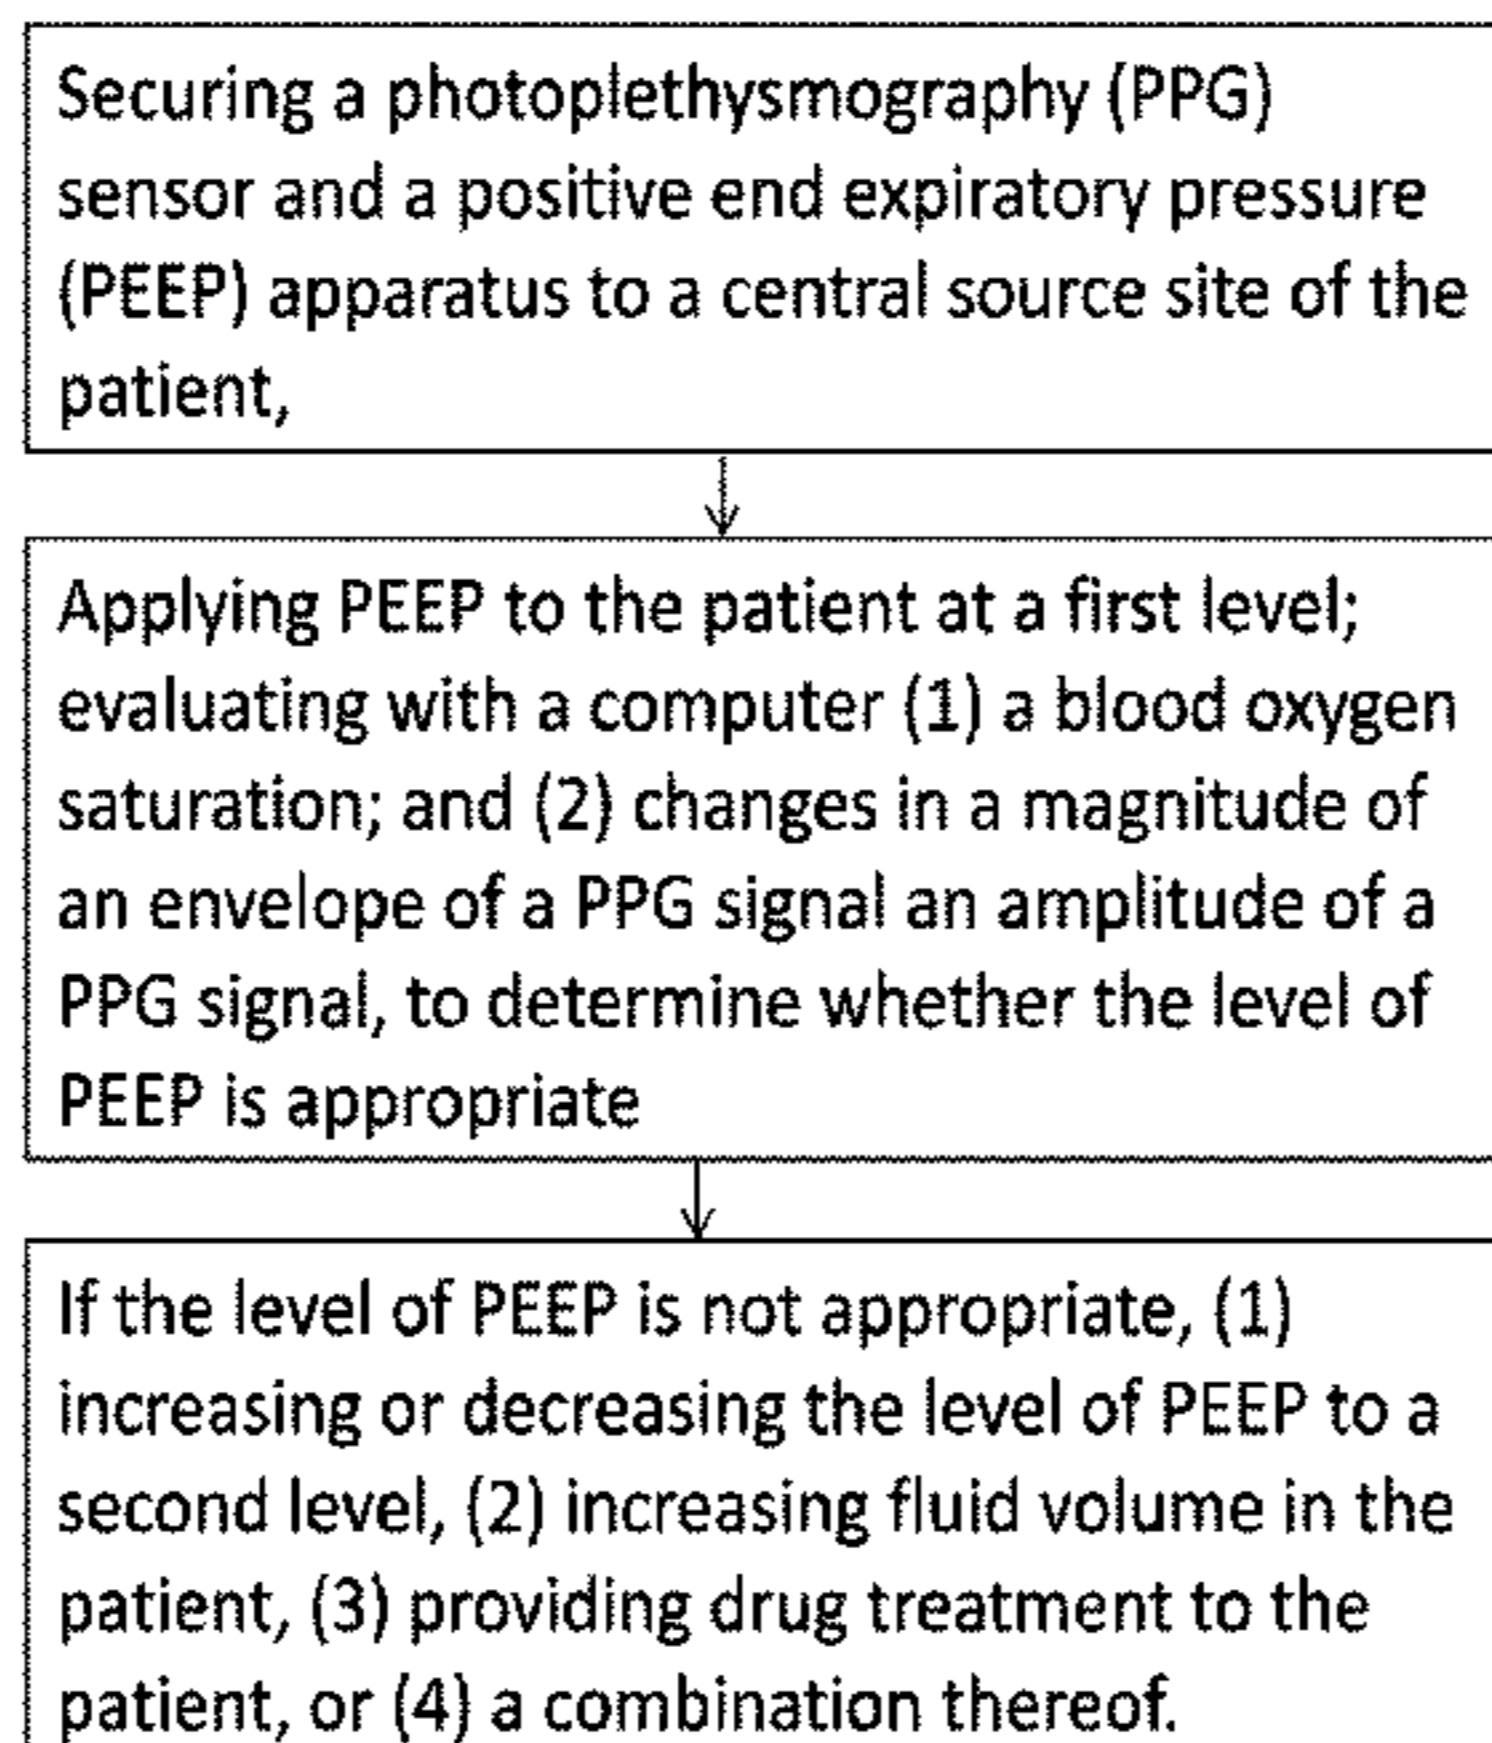 Securing a photoplethysmography (PPG)
sensor and a positive end expiratory pressure
(PEEP) apparatus to a central source site of the
patient,
Applying PEEP to the patient at a first level;
evaluating with a computer (1) a blood oxygen
saturation; and (2) changes in a magnitude of
an envelope of a PPG signal an amplitude of a
PPG signal, to determine whether the level of
PEEP is appropriate
If the level of PEEP is not appropriate, (1)
increasing or decreasing the level of PEEP to a
second level, (2) increasing fluid volume in the
patient, (3) providing drug treatment to the
patient, or (4) a combination thereof.